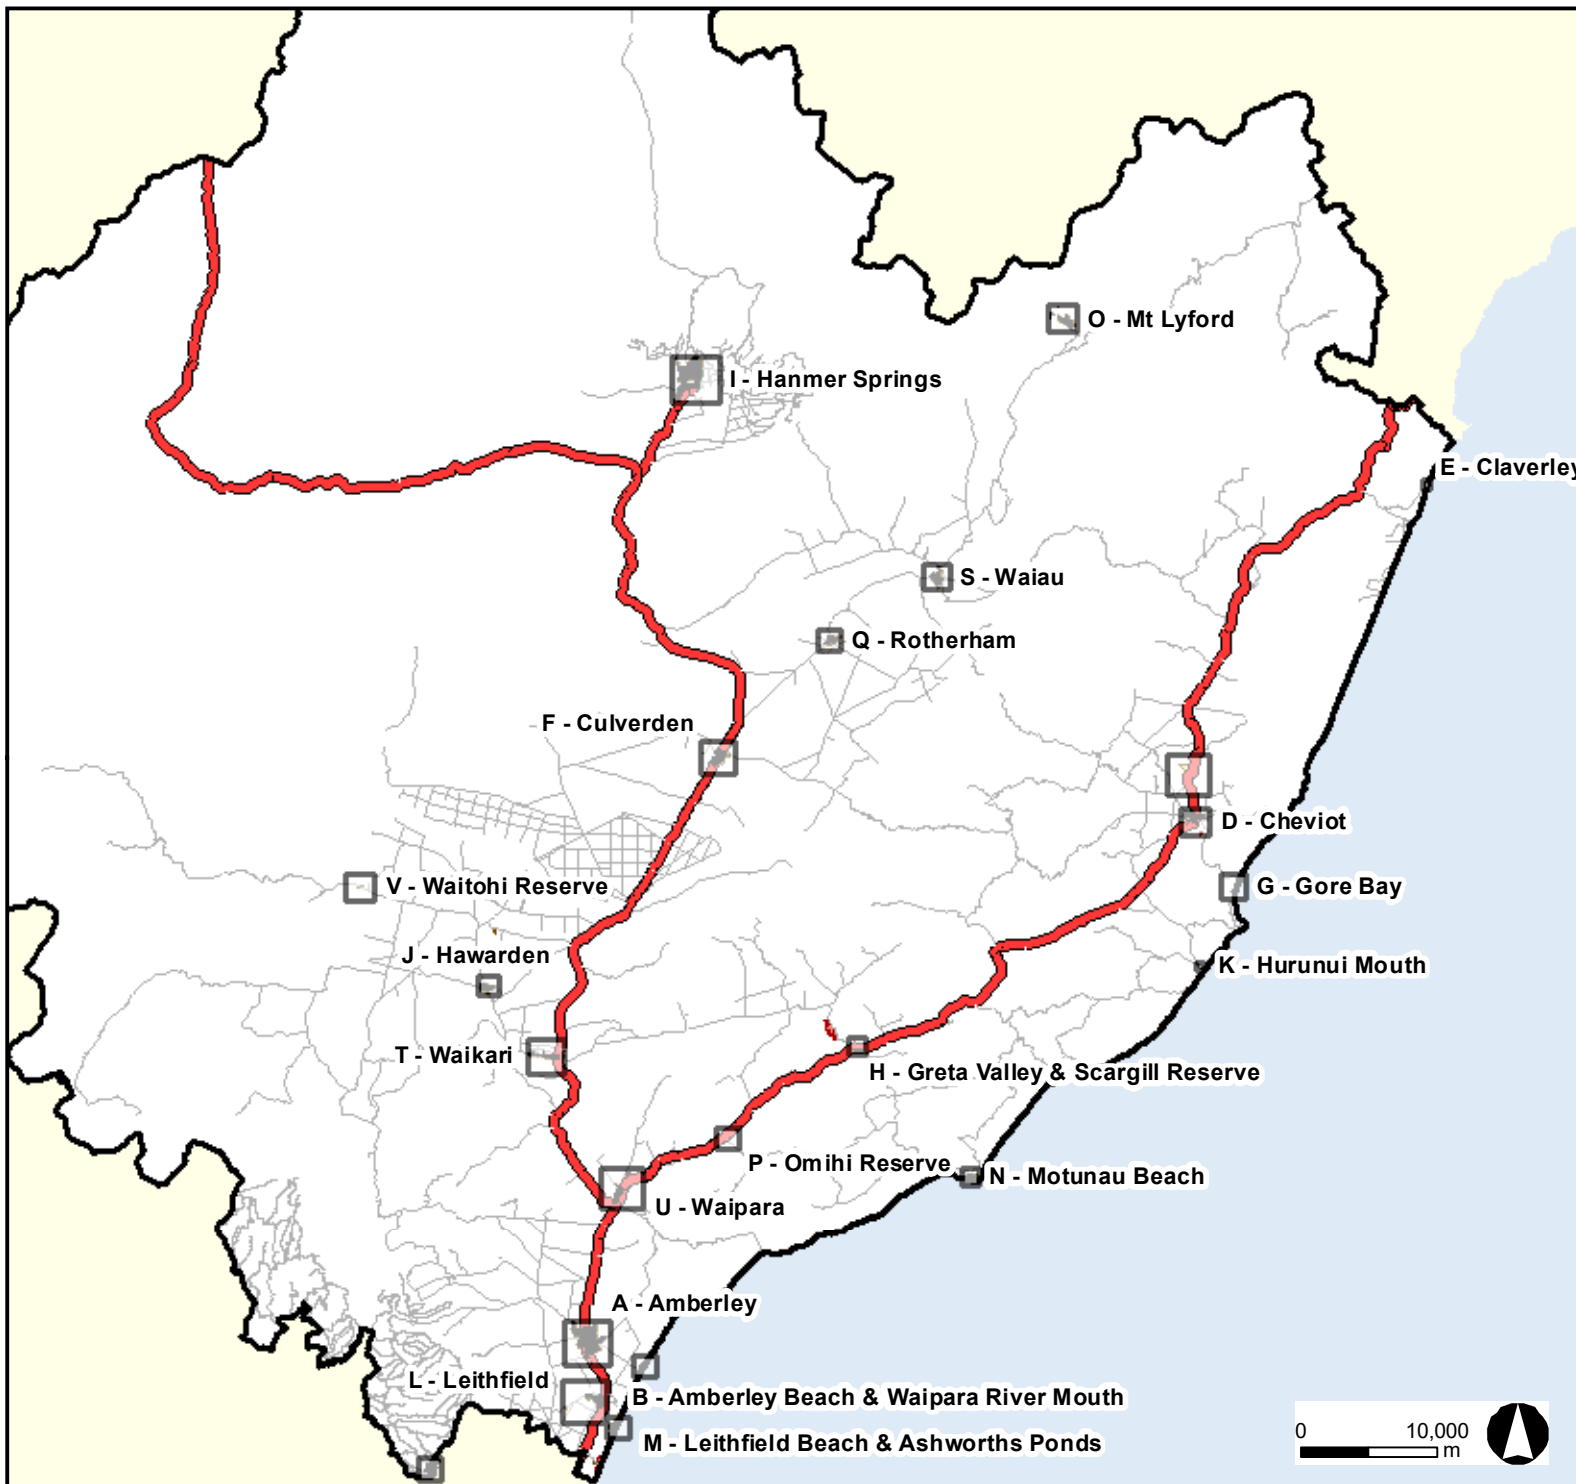 O - Mt Lyford
I - Hanmer Springs
E - Claverley
S - Waiau
Q - Rotherham
F - Culverden
D - Cheviot
V - Waitohi Reserve
G - Gore Bay
J - Hawarden
K - Hurunui Mouth
T - Waikari
H - Greta Valley & Scargill Reserve
P - Omihi Reserve
N - Motunau Beach
U - Waipara
A - Amberley
L - Leithfield
B - Amberley Beach & Waipara River Mouth
M - Leithfield Beach & Ashworths Ponds
0 10,000
m